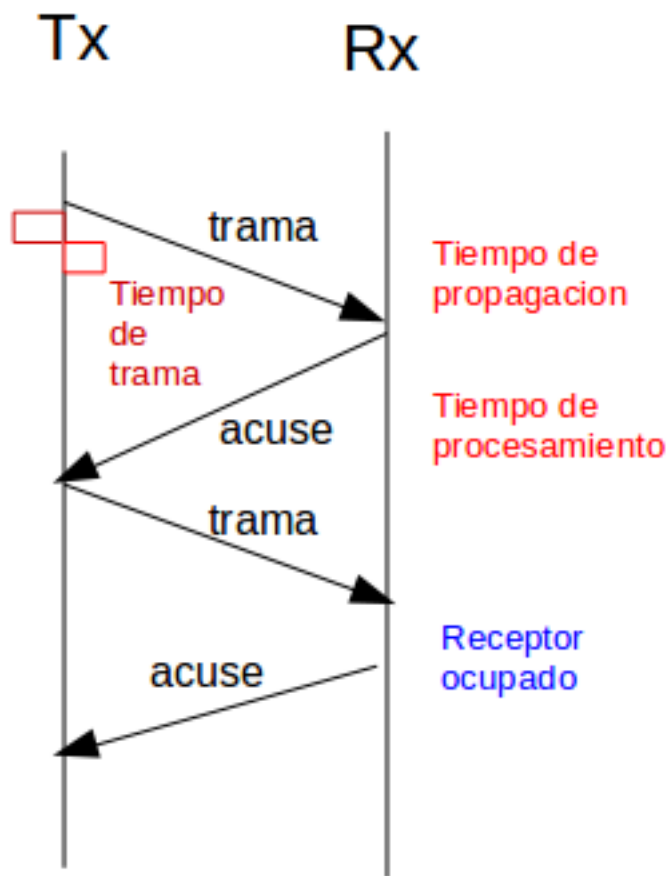 Tx
Rx
trama
Tiempo de
propagacion
Tiempo
de
trama
acuse
Tiempo de
procesamiento
trama
Receptor
ocupado
acuse